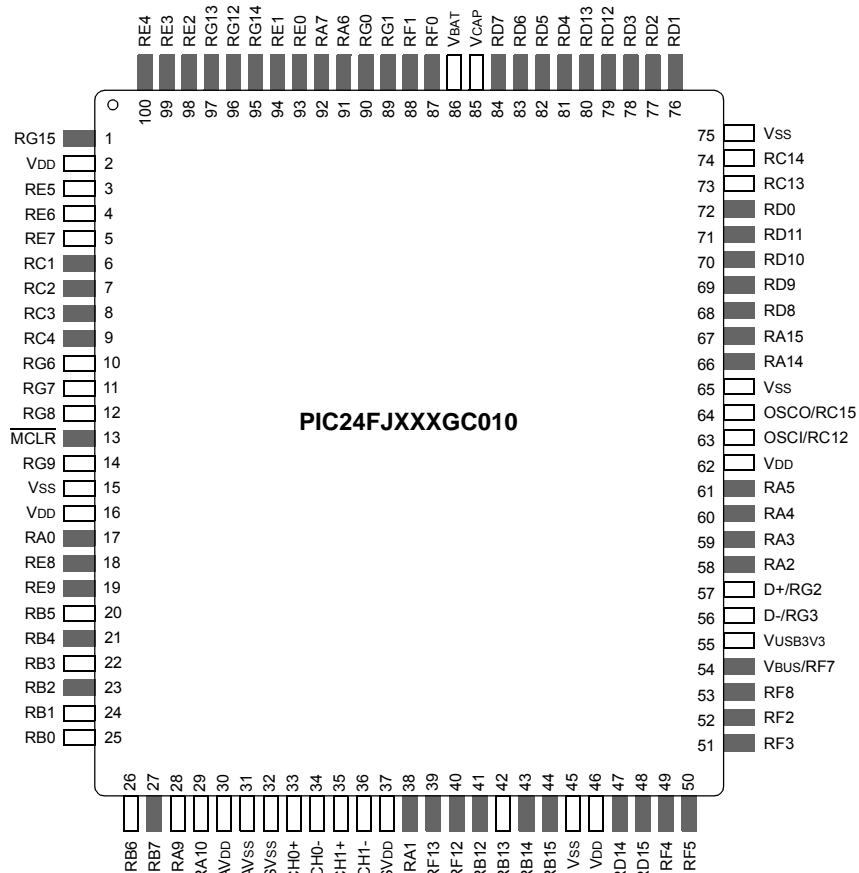 RE4 RE3 RE2 RG13 RG12 RG14 RE1 RE0 RA7 RA6 RG0 RG1 RF1 RF0 VBAT VCAP RD7 RD6 RD5 RD4 RD13 RD12 RD3 RD2 RD1
100 99 98 97 96 95 94 93 92 91 90 89 88 87 86 85 84 83 82 81 80 79 78 77 76
RG15 1
VDD 2
RE5 3
RE6 4
RE7 5
RC1 6
RC2 7
RC3 8
RC4 9
RG6 10
RG7 11
RG8 12
MCLR 13
RG9 14
VSS 15
VDD 16
RA0 17
RE8 18
RE9 19
RB5 20
RB4 21
RB3 22
RB2 23
RB1 24
RB0 25
PIC24FJXXXGC010
75 VSS
74 RC14
73 RC13
72 RD0
71 RD11
70 RD10
69 RD9
68 RD8
67 RA15
66 RA14
65 VSS
64 OSCO/RC15
63 OSCI/RC12
62 VDD
61 RA5
60 RA4
59 RA3
58 RA2
57 D+/RG2
56 D-/RG3
55 VUSB3V3
54 VBUS/RF7
53 RF8
52 RF2
51 RF3
26 27 28 29 30 31 32 33 34 35 36 37 38 39 40 41 42 43 44 45 46 47 48 49 50
RB6 RB7 RA9 RA10 AVDD AVSS SVSS CH0+ CH0- CH1+ CH1- SVDD RA1 RF13 RF12 RB12 RB13 RB14 RB15 VSS VDD RD14 RD15 RF4 RF5